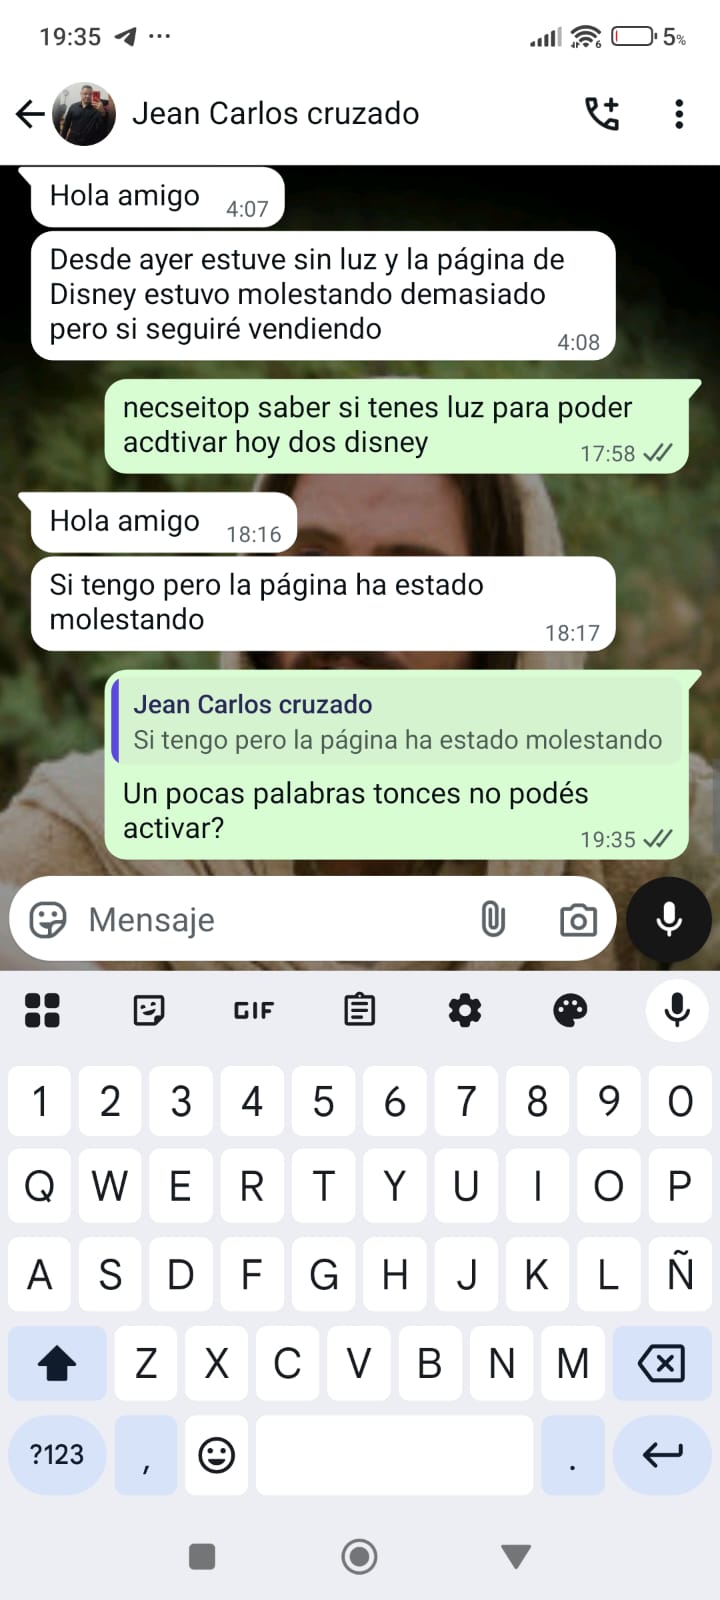 19:35
5%
Jean Carlos cruzado
Hola amigo
4:07
Desde ayer estuve sin luz y la página de
Disney estuvo molestando demasiado
pero si seguiré vendiendo
4:08
necseitop saber si tenes luz para poder
acdtivar hoy dos disney
17:58
Hola amigo
18:16
Si tengo pero la página ha estado
molestando
18:17
Jean Carlos cruzado
Si tengo pero la página ha estado molestando
Un pocas palabras tonces no podés
activar?
19:35
Mensaje
GIF
1 2 3 4 5 6 7 8 9 0
Q W E R T Y U I O P
A S D F G H J K L Ñ
Z X C V B N M
?123 , .